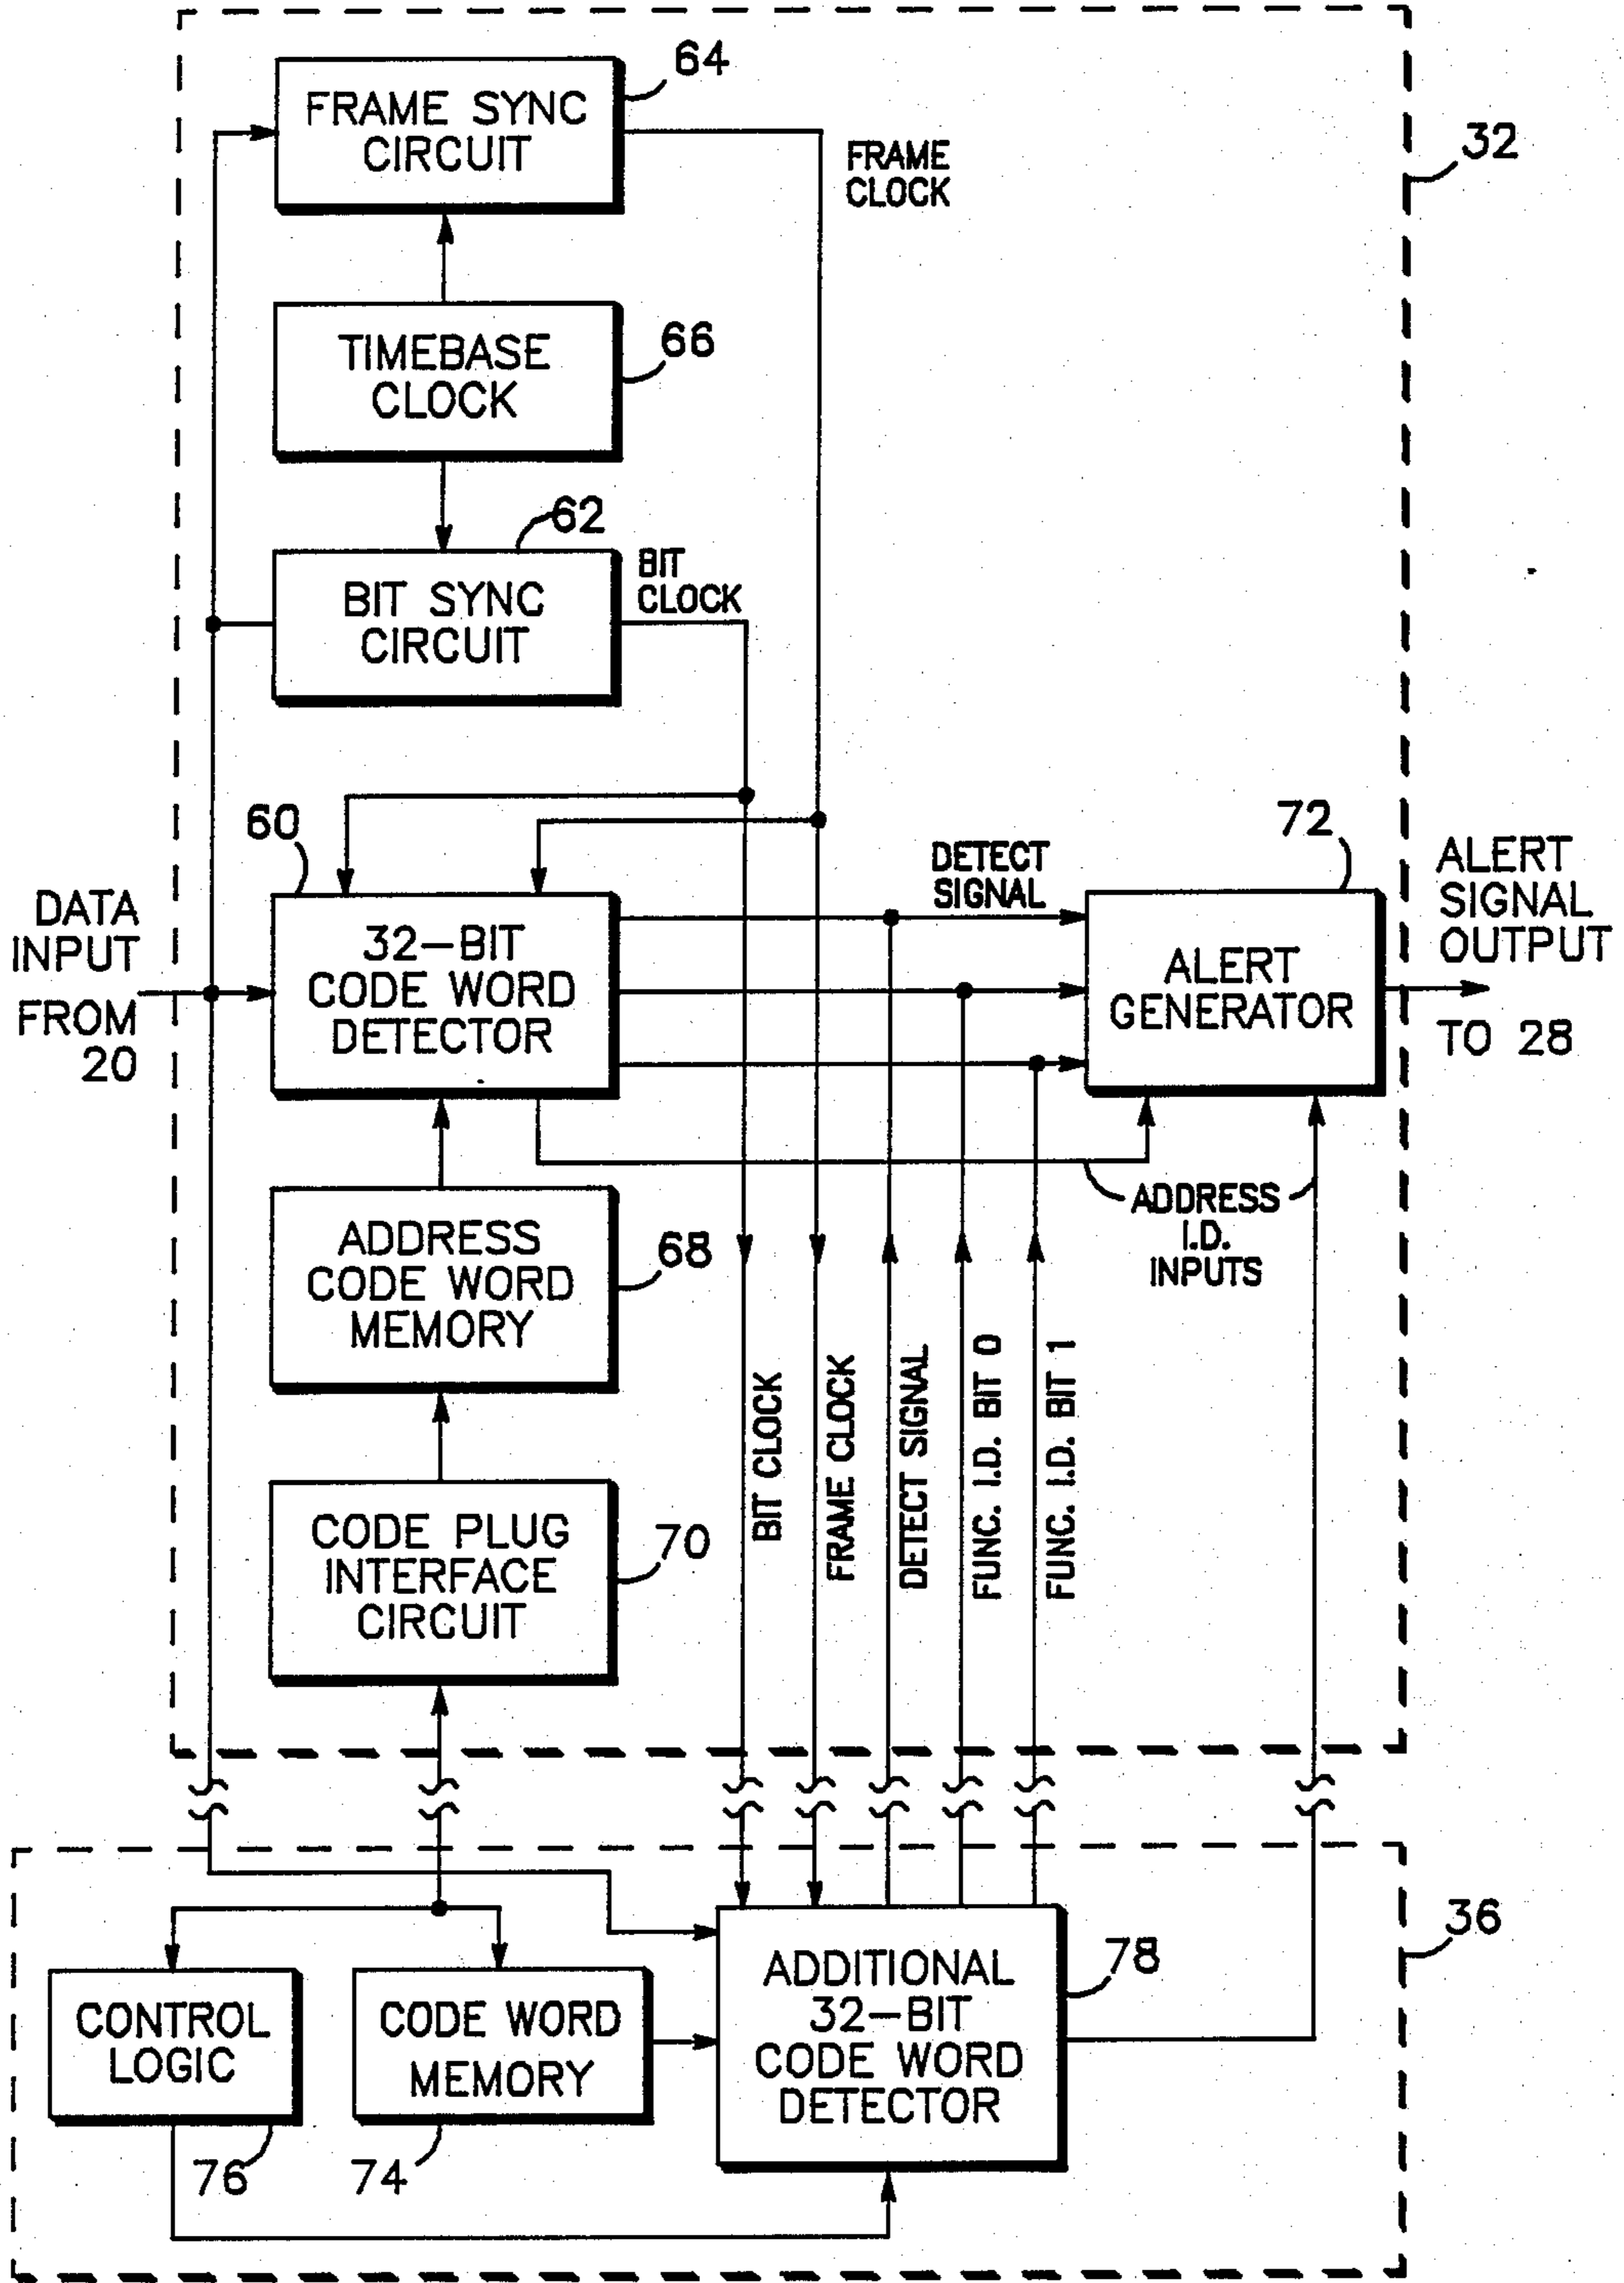 FRAME SYNC
CIRCUIT
64
FRAME
CLOCK
32
TIMEBASE
CLOCK
66
62
BIT SYNC
CIRCUIT
BIT
CLOCK
60
DATA
INPUT
FROM
20
32-BIT
CODE WORD
DETECTOR
DETECT
SIGNAL
72
ALERT
GENERATOR
ALERT
SIGNAL
OUTPUT
TO 28
ADDRESS
I.D.
INPUTS
ADDRESS
CODE WORD
MEMORY
68
CODE PLUG
INTERFACE
CIRCUIT
70
BIT CLOCK
FRAME CLOCK
DETECT SIGNAL
FUNC. I.D. BIT 0
FUNC. I.D. BIT 1
36
CONTROL
LOGIC
76
CODE WORD
MEMORY
74
ADDITIONAL
32-BIT
CODE WORD
DETECTOR
78